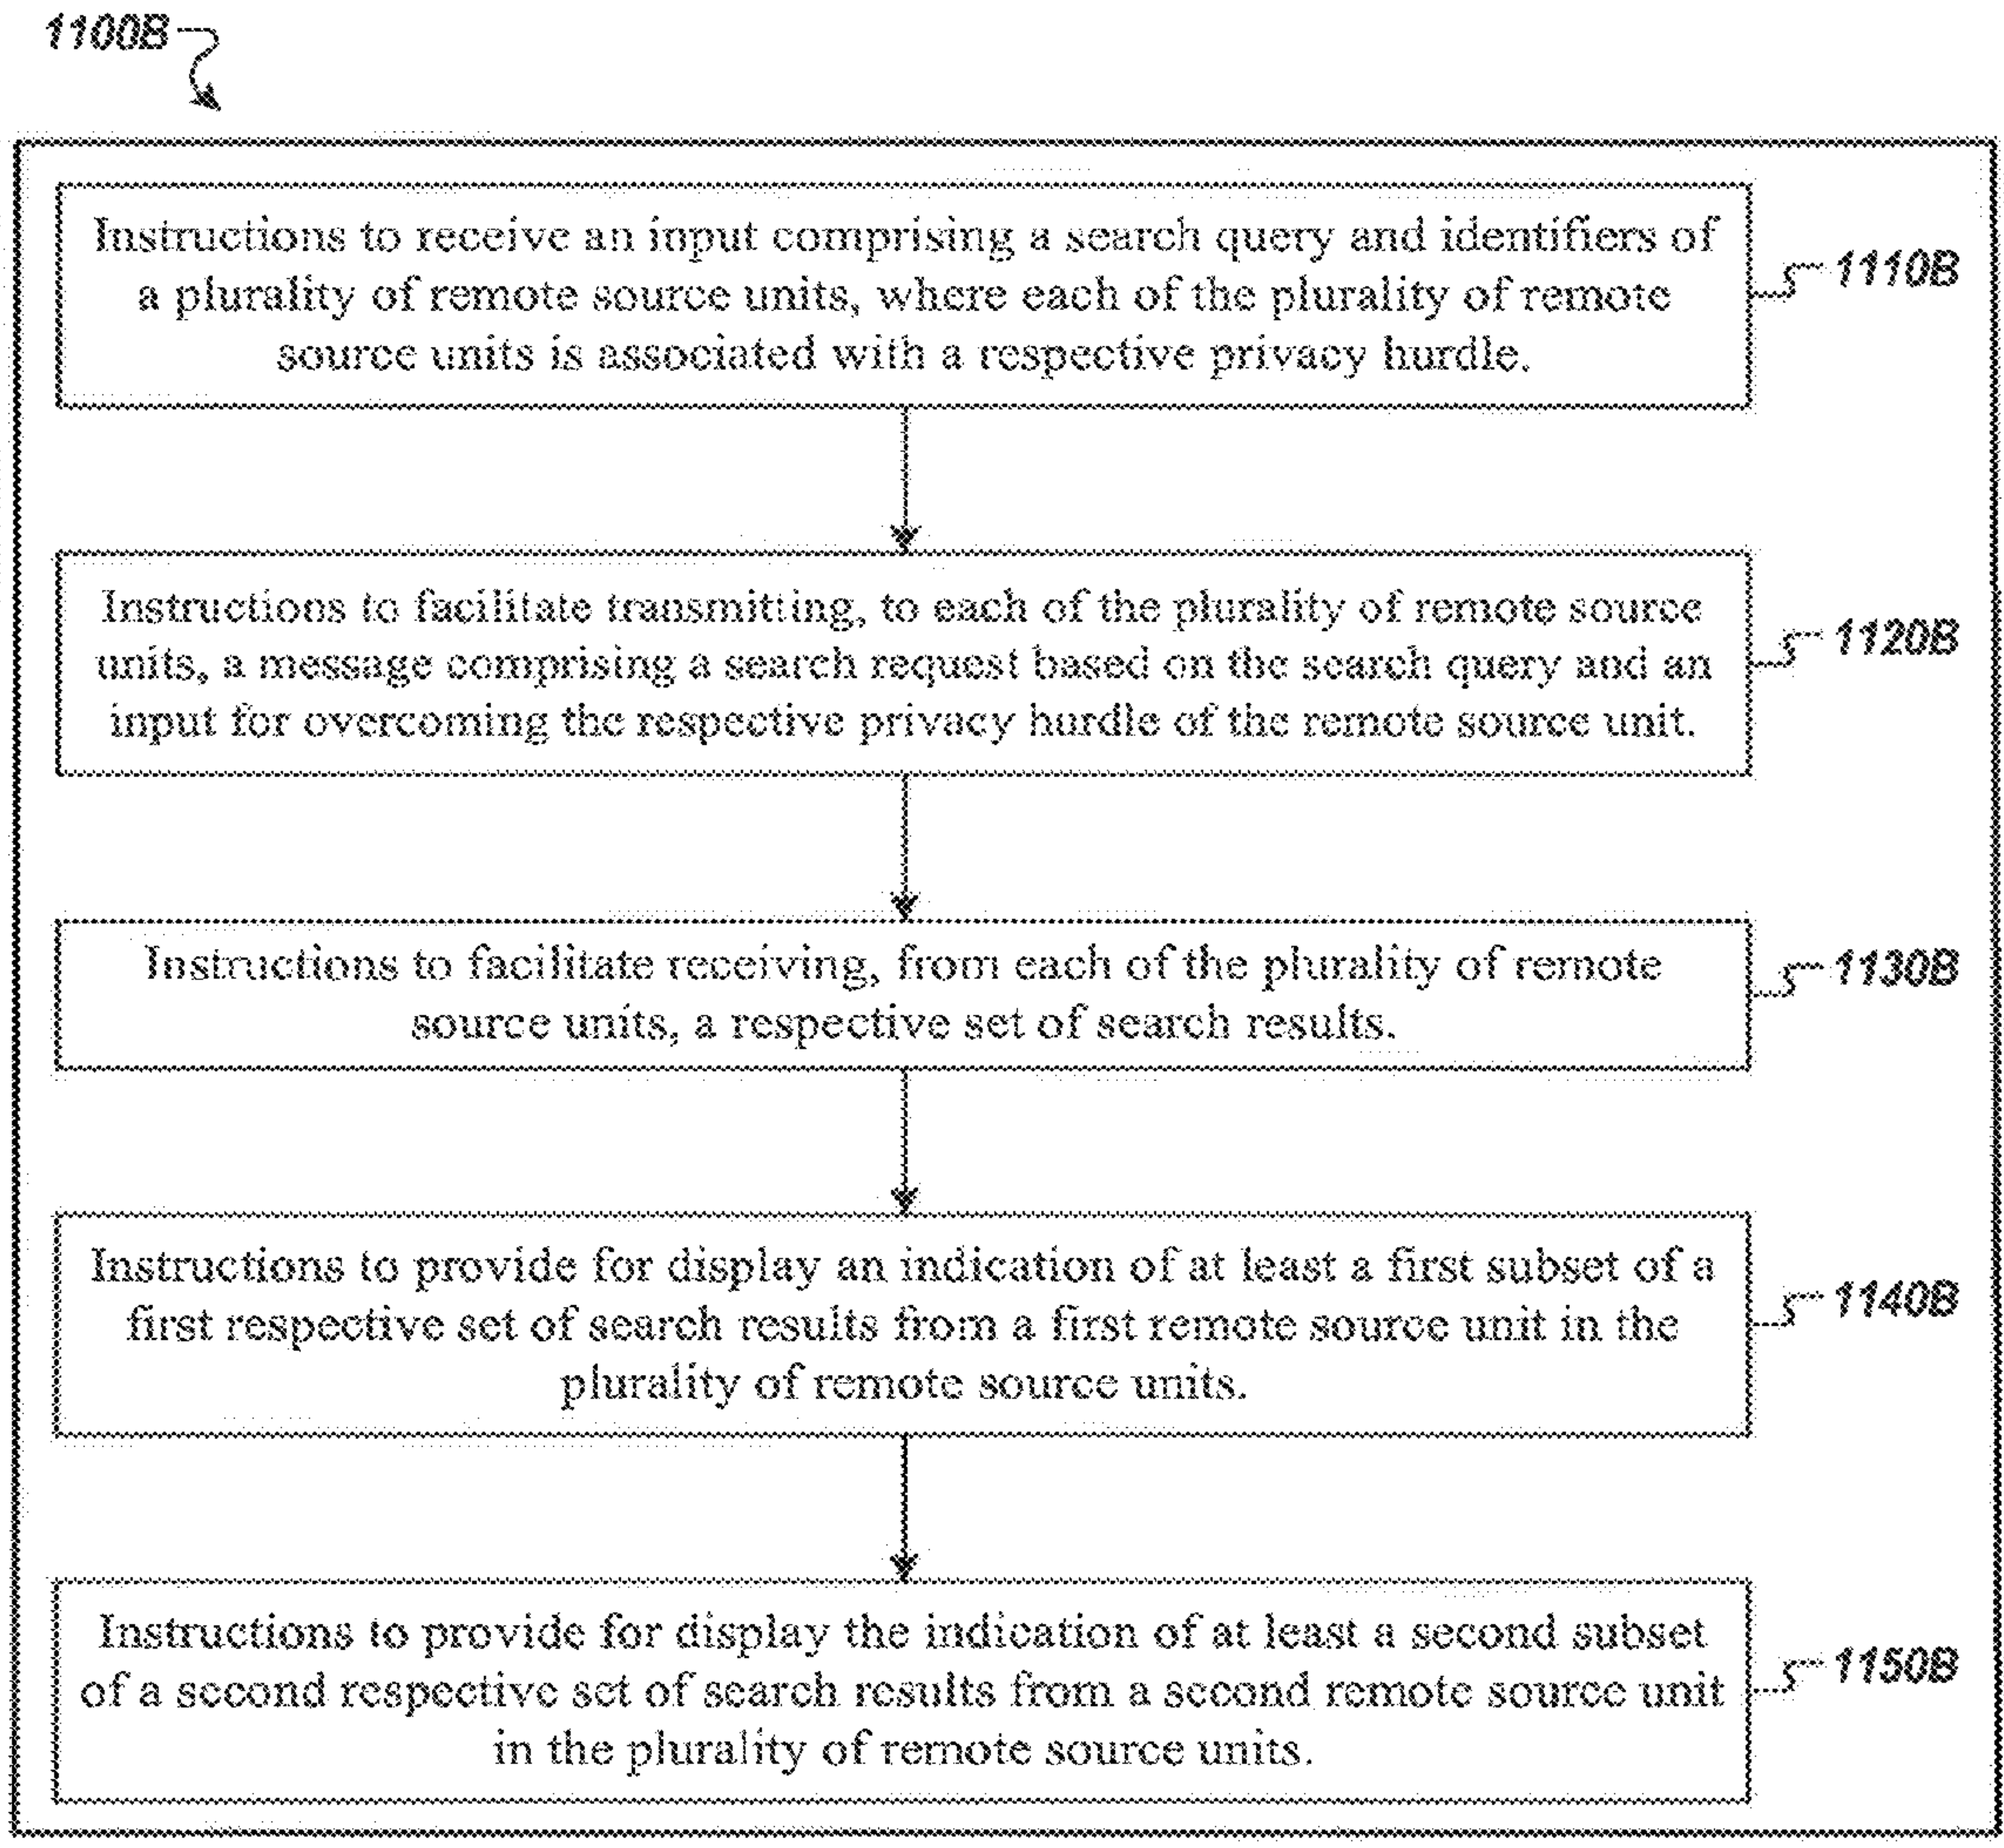 1100B
Instructions to receive an input comprising a search query and identifiers of
a plurality of remote source units, where each of the plurality of remote
source units is associated with a respective privacy hurdle.
1110B
Instructions to facilitate transmitting, to each of the plurality of remote source
units, a message comprising a search request based on the search query and an
input for overcoming the respective privacy hurdle of the remote source unit.
1120B
Instructions to facilitate receiving, from each of the plurality of remote
source units, a respective set of search results.
1130B
Instructions to provide for display an indication of at least a first subset of a
first respective set of search results from a first remote source unit in the
plurality of remote source units.
1140B
Instructions to provide for display the indication of at least a second subset
of a second respective set of search results from a second remote source unit
in the plurality of remote source units.
1150B